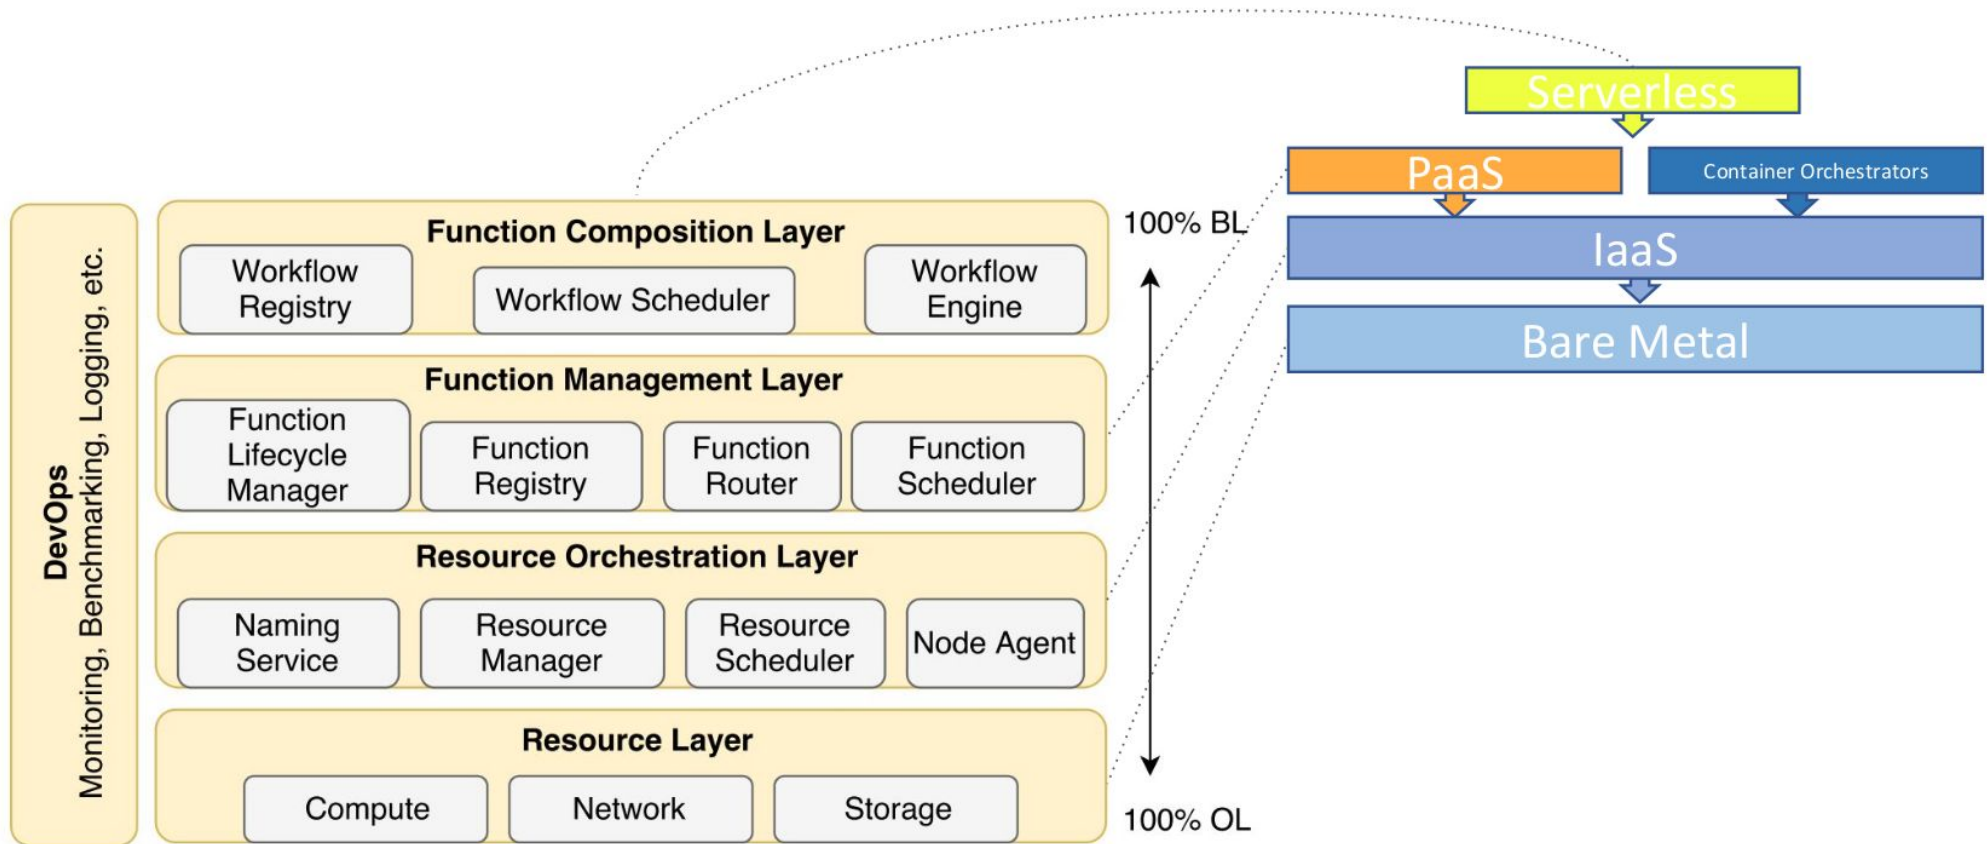 DevOps
Monitoring, Benchmarking, Logging, etc.
Function Composition Layer
Workflow
Registry
Workflow Scheduler
Workflow
Engine
Function Management Layer
Function
Lifecycle
Manager
Function
Registry
Function
Router
Function
Scheduler
Resource Orchestration Layer
Naming
Service
Resource
Manager
Resource
Scheduler
Node Agent
Resource Layer
Compute
Network
Storage
100% BL
100% OL
Serverless
PaaS
Container Orchestrators
IaaS
Bare Metal